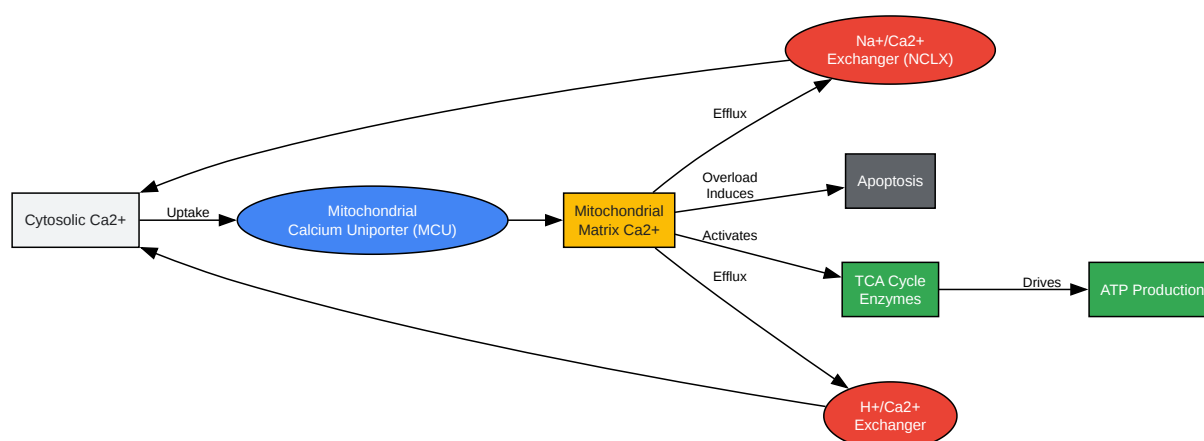 Na+/Ca2+
Exchanger (NCLX)
Efflux
Overload
Induces
Apoptosis
Cytosolic Ca2+
Uptake
Mitochondrial
Calcium Uniporter (MCU)
Mitochondrial
Matrix Ca2+
Activates
Efflux
TCA Cycle
Enzymes
Drives
ATP Production
H+/Ca2+
Exchanger